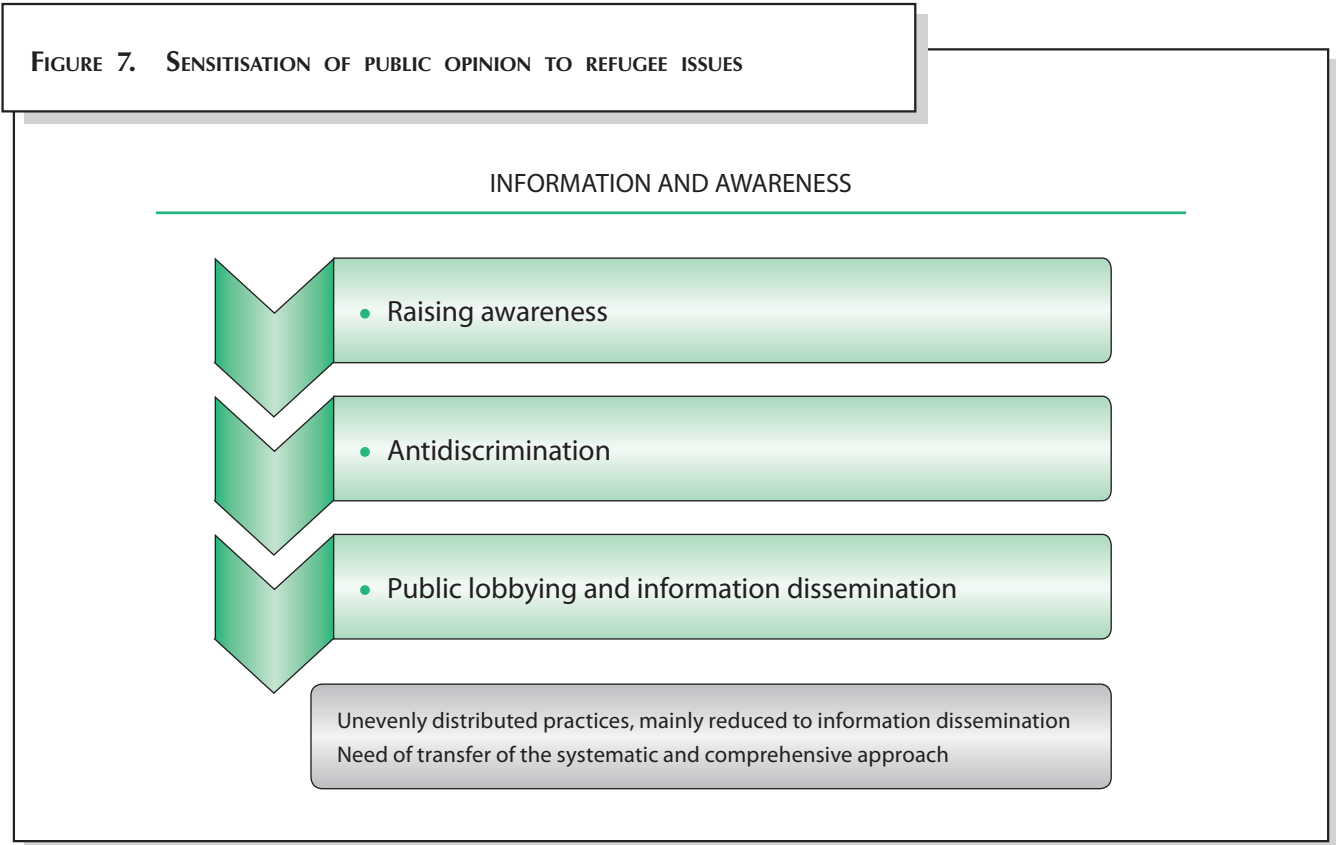 FIGURE 7. SENSITISATION OF PUBLIC OPINION TO REFUGEE ISSUES
INFORMATION AND AWARENESS
• Raising awareness
• Antidiscrimination
• Public lobbying and information dissemination
Unevenly distributed practices, mainly reduced to information dissemination
Need of transfer of the systematic and comprehensive approach